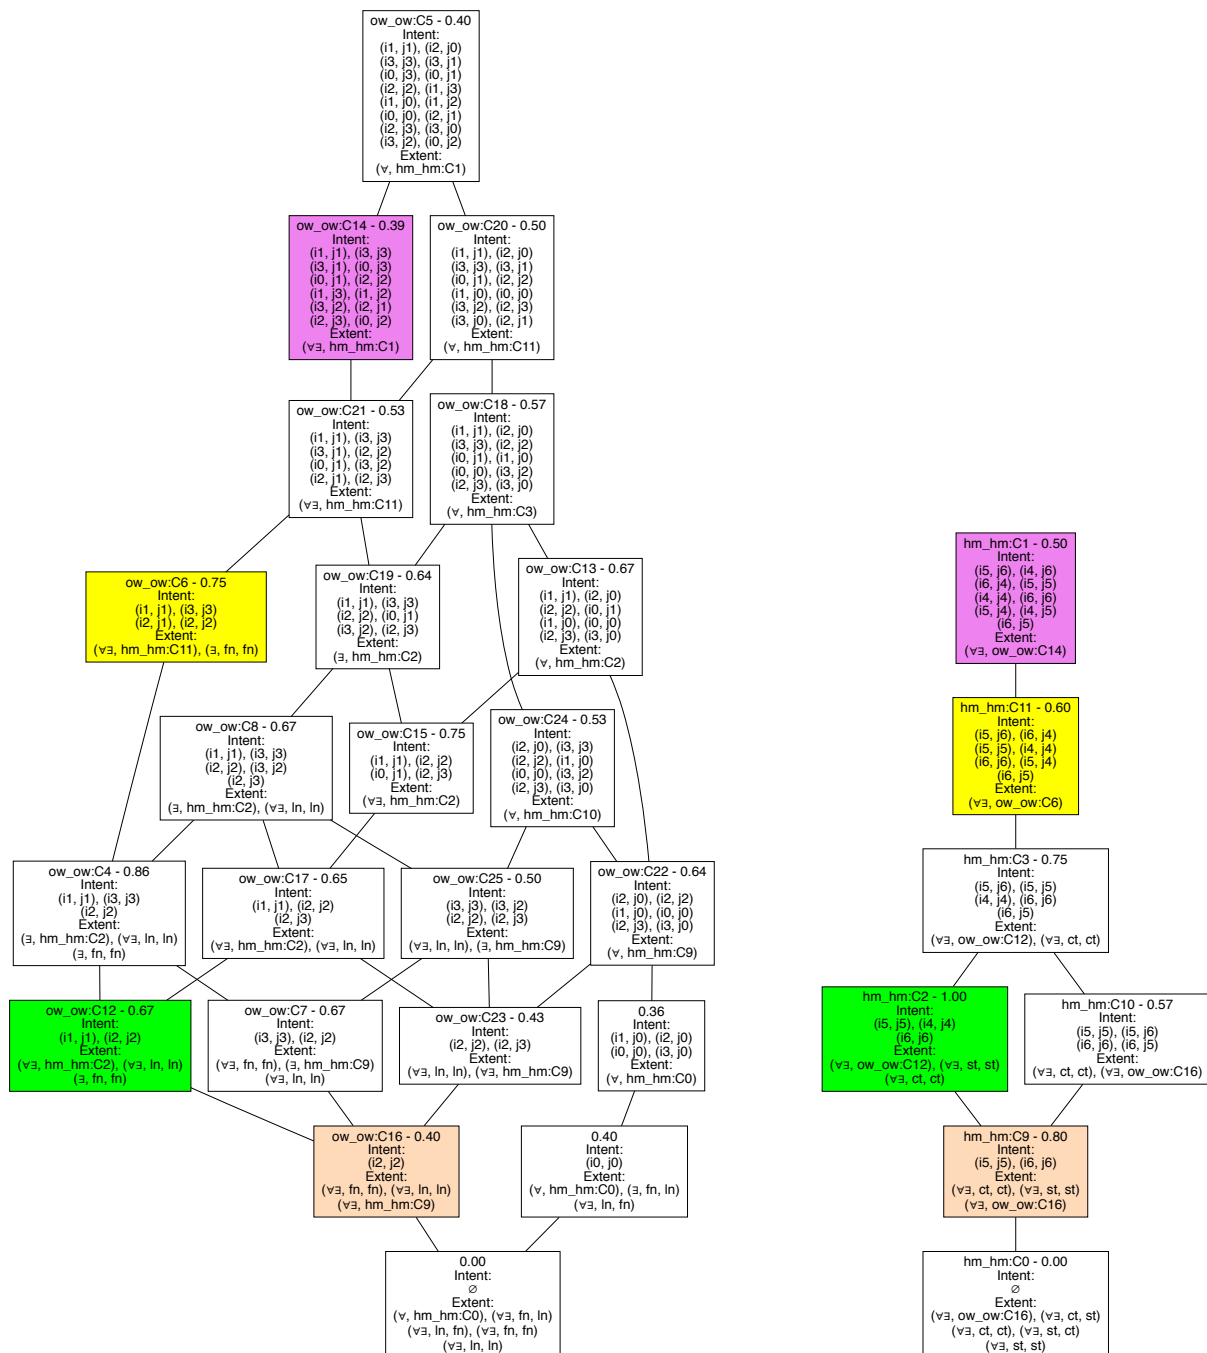 ow_ow:C5 - 0.40
Intent:
(i1, j1), (i2, j0)
(i3, j3), (i3, j1)
(i0, j3), (i0, j1)
(i2, j2), (i1, j3)
(i1, j0), (i1, j2)
(i0, j0), (i2, j1)
(i2, j3), (i3, j0)
(i3, j2), (i0, j2)
Extent:
(∀, hm_hm:C1)
ow_ow:C14 - 0.39
Intent:
(i1, j1), (i3, j3)
(i3, j1), (i0, j3)
(i0, j1), (i2, j2)
(i1, j3), (i1, j2)
(i3, j2), (i2, j1)
(i2, j3), (i0, j2)
Extent:
(∀∃, hm_hm:C1)
ow_ow:C20 - 0.50
Intent:
(i1, j1), (i2, j0)
(i3, j3), (i3, j1)
(i0, j1), (i2, j2)
(i1, j0), (i0, j0)
(i3, j2), (i2, j3)
(i3, j0), (i2, j1)
Extent:
(∀, hm_hm:C11)
ow_ow:C21 - 0.53
Intent:
(i1, j1), (i3, j3)
(i3, j1), (i2, j2)
(i0, j1), (i3, j2)
(i2, j1), (i2, j3)
Extent:
(∀∃, hm_hm:C11)
ow_ow:C18 - 0.57
Intent:
(i1, j1), (i2, j0)
(i3, j3), (i2, j2)
(i0, j1), (i1, j0)
(i0, j0), (i3, j2)
(i2, j3), (i3, j0)
Extent:
(∀, hm_hm:C3)
ow_ow:C6 - 0.75
Intent:
(i1, j1), (i3, j3)
(i2, j1), (i2, j2)
Extent:
(∀∃, hm_hm:C11), (∃, fn, fn)
ow_ow:C19 - 0.64
Intent:
(i1, j1), (i3, j3)
(i2, j2), (i0, j1)
(i3, j2), (i2, j3)
Extent:
(∃, hm_hm:C2)
ow_ow:C13 - 0.67
Intent:
(i1, j1), (i2, j0)
(i2, j2), (i0, j1)
(i1, j0), (i0, j0)
(i2, j3), (i3, j0)
Extent:
(∀, hm_hm:C2)
hm_hm:C1 - 0.50
Intent:
(i5, j6), (i4, j6)
(i6, j4), (i5, j5)
(i4, j4), (i6, j6)
(i5, j4), (i4, j5)
(i6, j5)
Extent:
(∀∃, ow_ow:C14)
ow_ow:C8 - 0.67
Intent:
(i1, j1), (i3, j3)
(i2, j2), (i3, j2)
(i2, j3)
Extent:
(∃, hm_hm:C2), (∀∃, ln, ln)
ow_ow:C15 - 0.75
Intent:
(i1, j1), (i2, j2)
(i0, j1), (i2, j3)
Extent:
(∀∃, hm_hm:C2)
ow_ow:C24 - 0.53
Intent:
(i2, j0), (i3, j3)
(i2, j2), (i1, j0)
(i0, j0), (i3, j2)
(i2, j3), (i3, j0)
Extent:
(∀, hm_hm:C10)
hm_hm:C11 - 0.60
Intent:
(i5, j6), (i6, j4)
(i5, j5), (i4, j4)
(i6, j6), (i5, j4)
(i6, j5)
Extent:
(∀∃, ow_ow:C6)
ow_ow:C4 - 0.86
Intent:
(i1, j1), (i3, j3)
(i2, j2)
Extent:
(∃, hm_hm:C2), (∀∃, ln, ln)
(∃, fn, fn)
ow_ow:C17 - 0.65
Intent:
(i1, j1), (i2, j2)
(i2, j3)
Extent:
(∀∃, hm_hm:C2), (∀∃, ln, ln)
ow_ow:C25 - 0.50
Intent:
(i3, j3), (i3, j2)
(i2, j2), (i2, j3)
Extent:
(∀∃, ln, ln), (∃, hm_hm:C9)
ow_ow:C22 - 0.64
Intent:
(i2, j0), (i2, j2)
(i1, j0), (i0, j0)
(i2, j3), (i3, j0)
Extent:
(∀, hm_hm:C9)
hm_hm:C3 - 0.75
Intent:
(i5, j6), (i5, j5)
(i4, j4), (i6, j6)
(i6, j5)
Extent:
(∀∃, ow_ow:C12), (∀∃, ct, ct)
ow_ow:C12 - 0.67
Intent:
(i1, j1), (i2, j2)
Extent:
(∀∃, hm_hm:C2), (∀∃, ln, ln)
(∃, fn, fn)
ow_ow:C7 - 0.67
Intent:
(i3, j3), (i2, j2)
Extent:
(∀∃, fn, fn), (∃, hm_hm:C9)
(∀∃, ln, ln)
ow_ow:C23 - 0.43
Intent:
(i2, j2), (i2, j3)
Extent:
(∀∃, ln, ln), (∀∃, hm_hm:C9)
0.36
Intent:
(i1, j0), (i2, j0)
(i0, j0), (i3, j0)
Extent:
(∀, hm_hm:C0)
hm_hm:C2 - 1.00
Intent:
(i5, j5), (i4, j4)
(i6, j6)
Extent:
(∀∃, ow_ow:C12), (∀∃, st, st)
(∀∃, ct, ct)
hm_hm:C10 - 0.57
Intent:
(i5, j5), (i5, j6)
(i6, j6), (i6, j5)
Extent:
(∀∃, ct, ct), (∀∃, ow_ow:C16)
ow_ow:C16 - 0.40
Intent:
(i2, j2)
Extent:
(∀∃, fn, fn), (∀∃, ln, ln)
(∀∃, hm_hm:C9)
0.40
Intent:
(i0, j0)
Extent:
(∀, hm_hm:C0), (∃, fn, ln)
(∀∃, ln, fn)
hm_hm:C9 - 0.80
Intent:
(i5, j5), (i6, j6)
Extent:
(∀∃, ct, ct), (∀∃, st, st)
(∀∃, ow_ow:C16)
0.00
Intent:
∅
Extent:
(∀, hm_hm:C0), (∀∃, fn, ln)
(∀∃, ln, fn), (∀∃, fn, fn)
(∀∃, ln, ln)
hm_hm:C0 - 0.00
Intent:
∅
Extent:
(∀∃, ow_ow:C16), (∀∃, ct, st)
(∀∃, ct, ct), (∀∃, st, ct)
(∀∃, st, st)